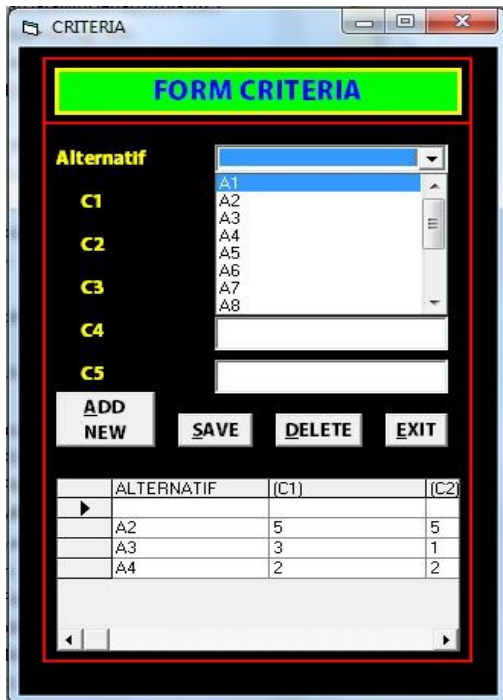 CRITERIA
FORM CRITERIA
Alternatif
A1
C1
A2
A3
C2
A4
A5
C3
A6
A7
A8
C4
C5
ADD NEW SAVE DELETE EXIT
ALTERNATIF (C1) (C2)
A2 5 5
A3 3 1
A4 2 2